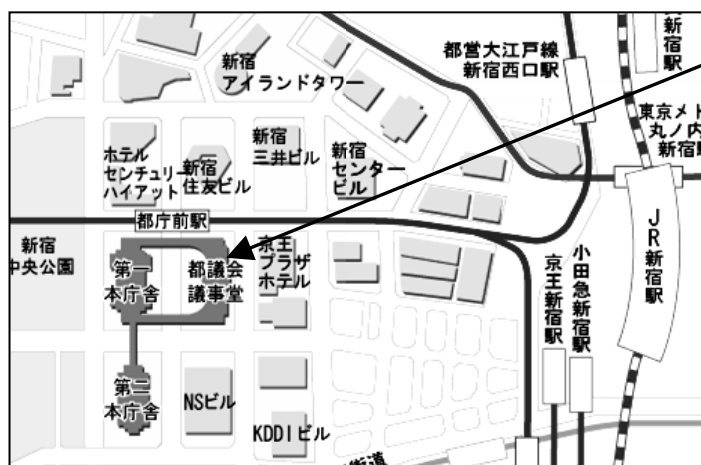 都営大江戸線
新宿西口駅
新宿駅
新宿
アイランドタワー
東京メト
丸ノ内
新宿
ホテル
センチュリー
ハイアット
新宿
住友ビル
新宿
三井ビル
新宿
センター
ビル
都庁前駅
JR新宿駅
新宿
中央公園
第一
本庁舎
都議会
議事堂
京王
プラザ
ホテル
京王新宿駅
小田急新宿駅
第二
本庁舎
NSビル
KDDIビル
街道